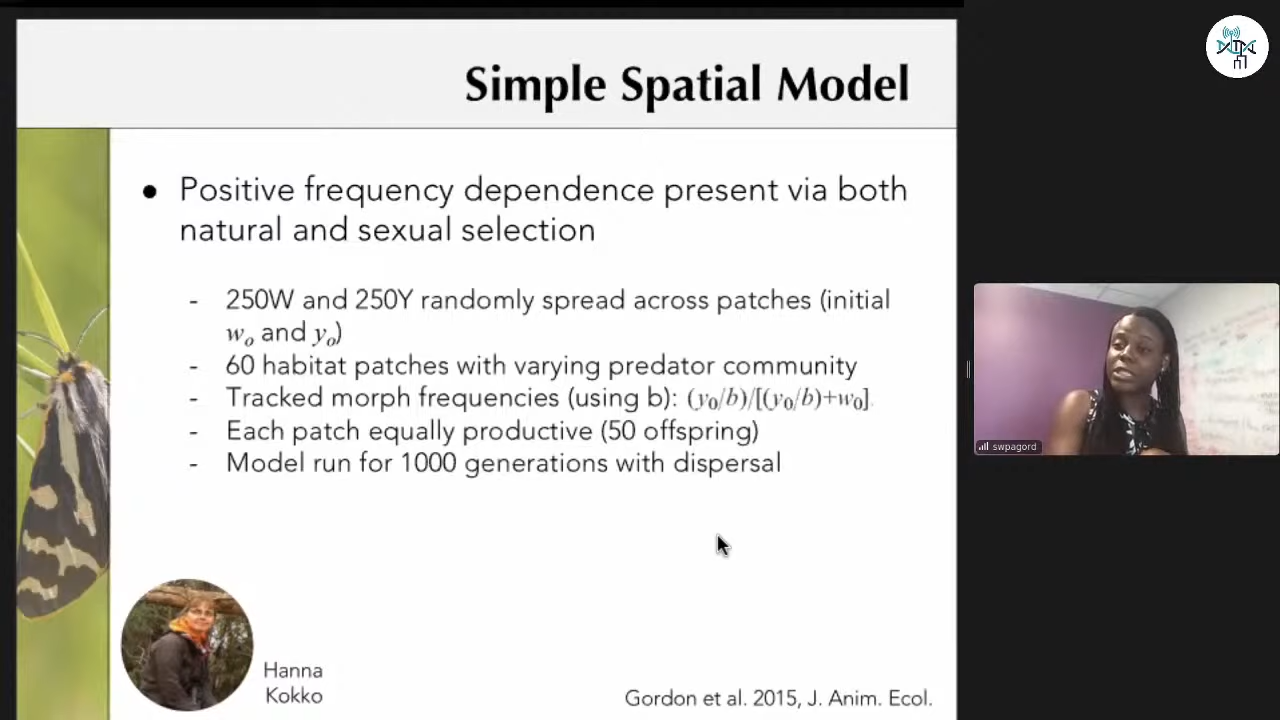 Simple Spatial Model
● Positive frequency dependence present via both
natural and sexual selection
- 250W and 250Y randomly spread across patches (initial
wₒ and yₒ)
- 60 habitat patches with varying predator community
- Tracked morph frequencies (using b): (y₀/b)/[(y₀/b)+w₀].
- Each patch equally productive (50 offspring)
- Model run for 1000 generations with dispersal
Hanna
Kokko
Gordon et al. 2015, J. Anim. Ecol.
swpagord